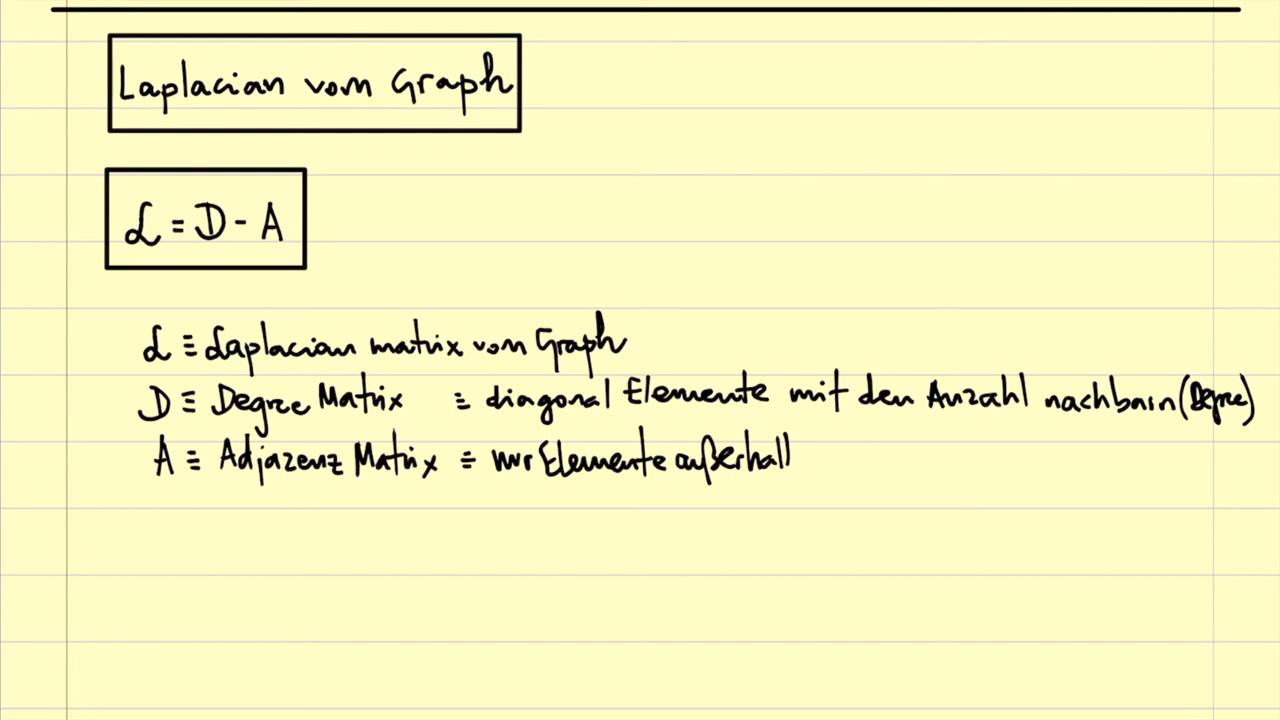 Laplacian vom Graph
L = D - A
L ≡ Laplacian matrix vom Graph
D ≡ Degree Matrix ≡ diagonal Elemente mit den Anzahl nachbarn (Degree)
A ≡ Adjazenz Matrix ≡ nur Elemente außerhall